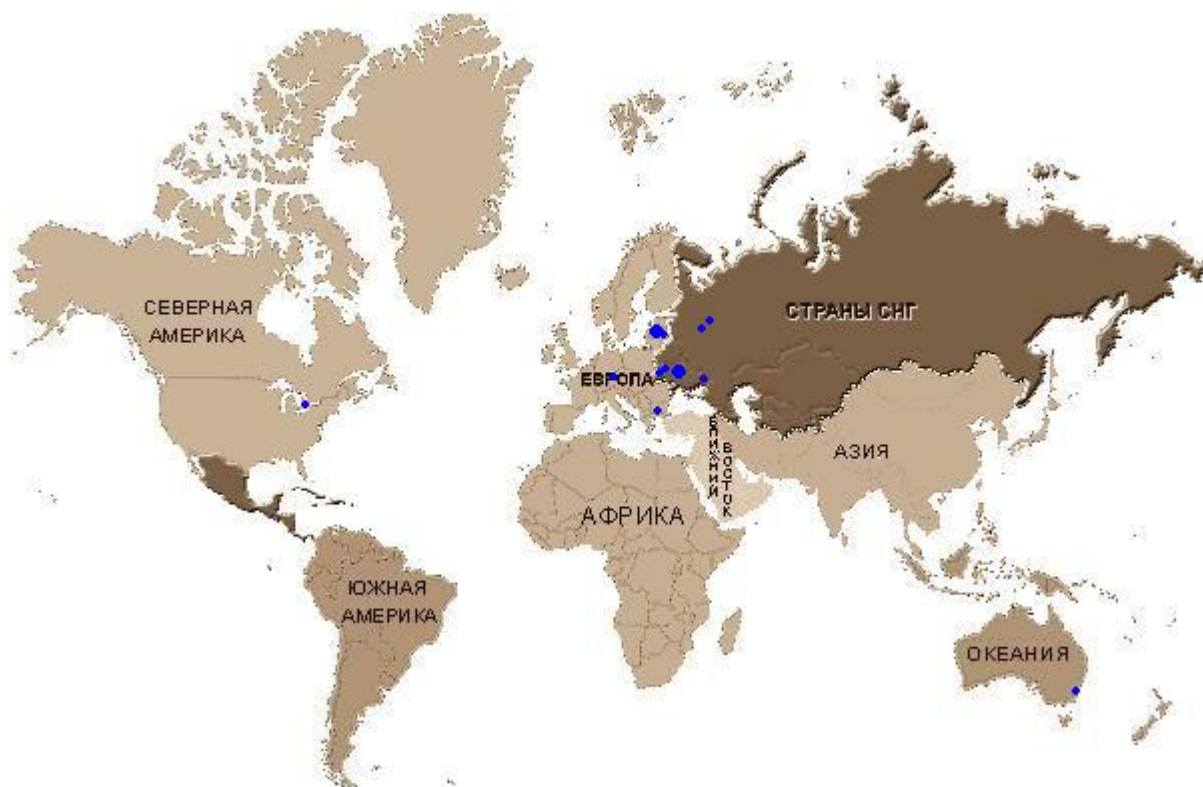 СЕВЕРНАЯ
АМЕРИКА
СТРАНЫ СНГ
ЕВРОПА
БЛИЖНИЙ
ВОСТОК
АЗИЯ
АФРИКА
ЮЖНАЯ
АМЕРИКА
ОКЕАНИЯ